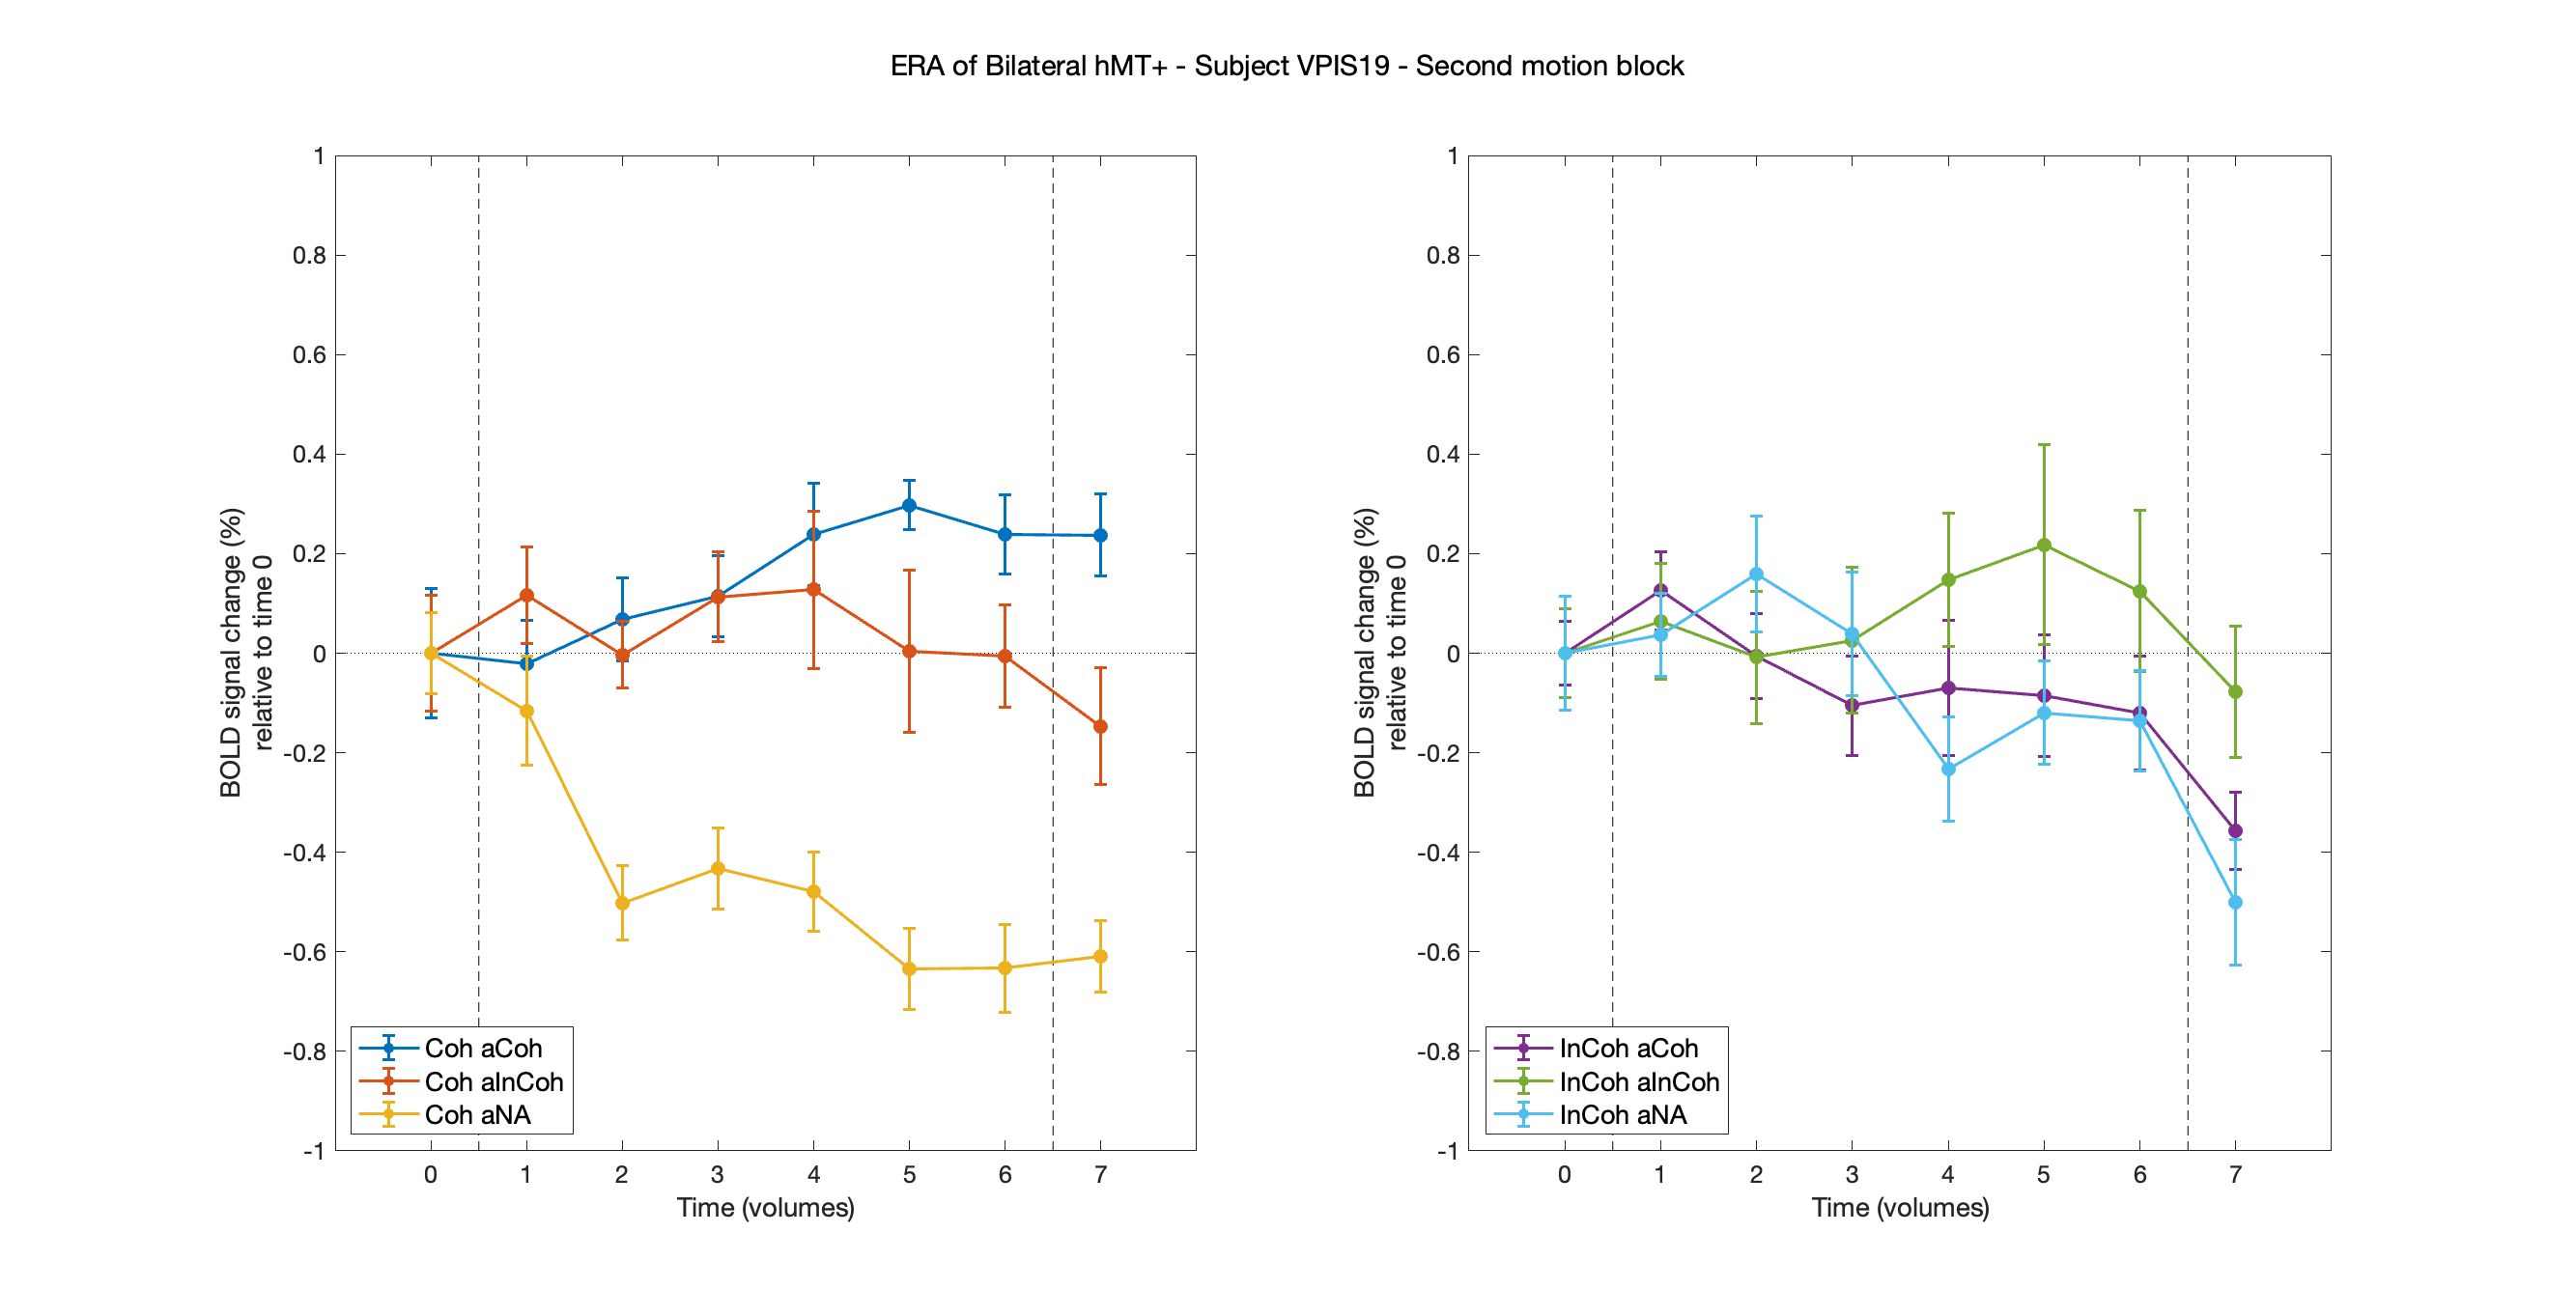 ERA of Bilateral hMT+ - Subject VPIS19 - Second motion block
BOLD signal change (%)
relative to time 0
1
0.8
0.6
0.4
0.2
0
-0.2
-0.4
-0.6
-0.8
-1
Coh aCoh
Coh aInCoh
Coh aNA
0 1 2 3 4 5 6 7
Time (volumes)
BOLD signal change (%)
relative to time 0
1
0.8
0.6
0.4
0.2
0
-0.2
-0.4
-0.6
-0.8
-1
InCoh aCoh
InCoh aInCoh
InCoh aNA
0 1 2 3 4 5 6 7
Time (volumes)